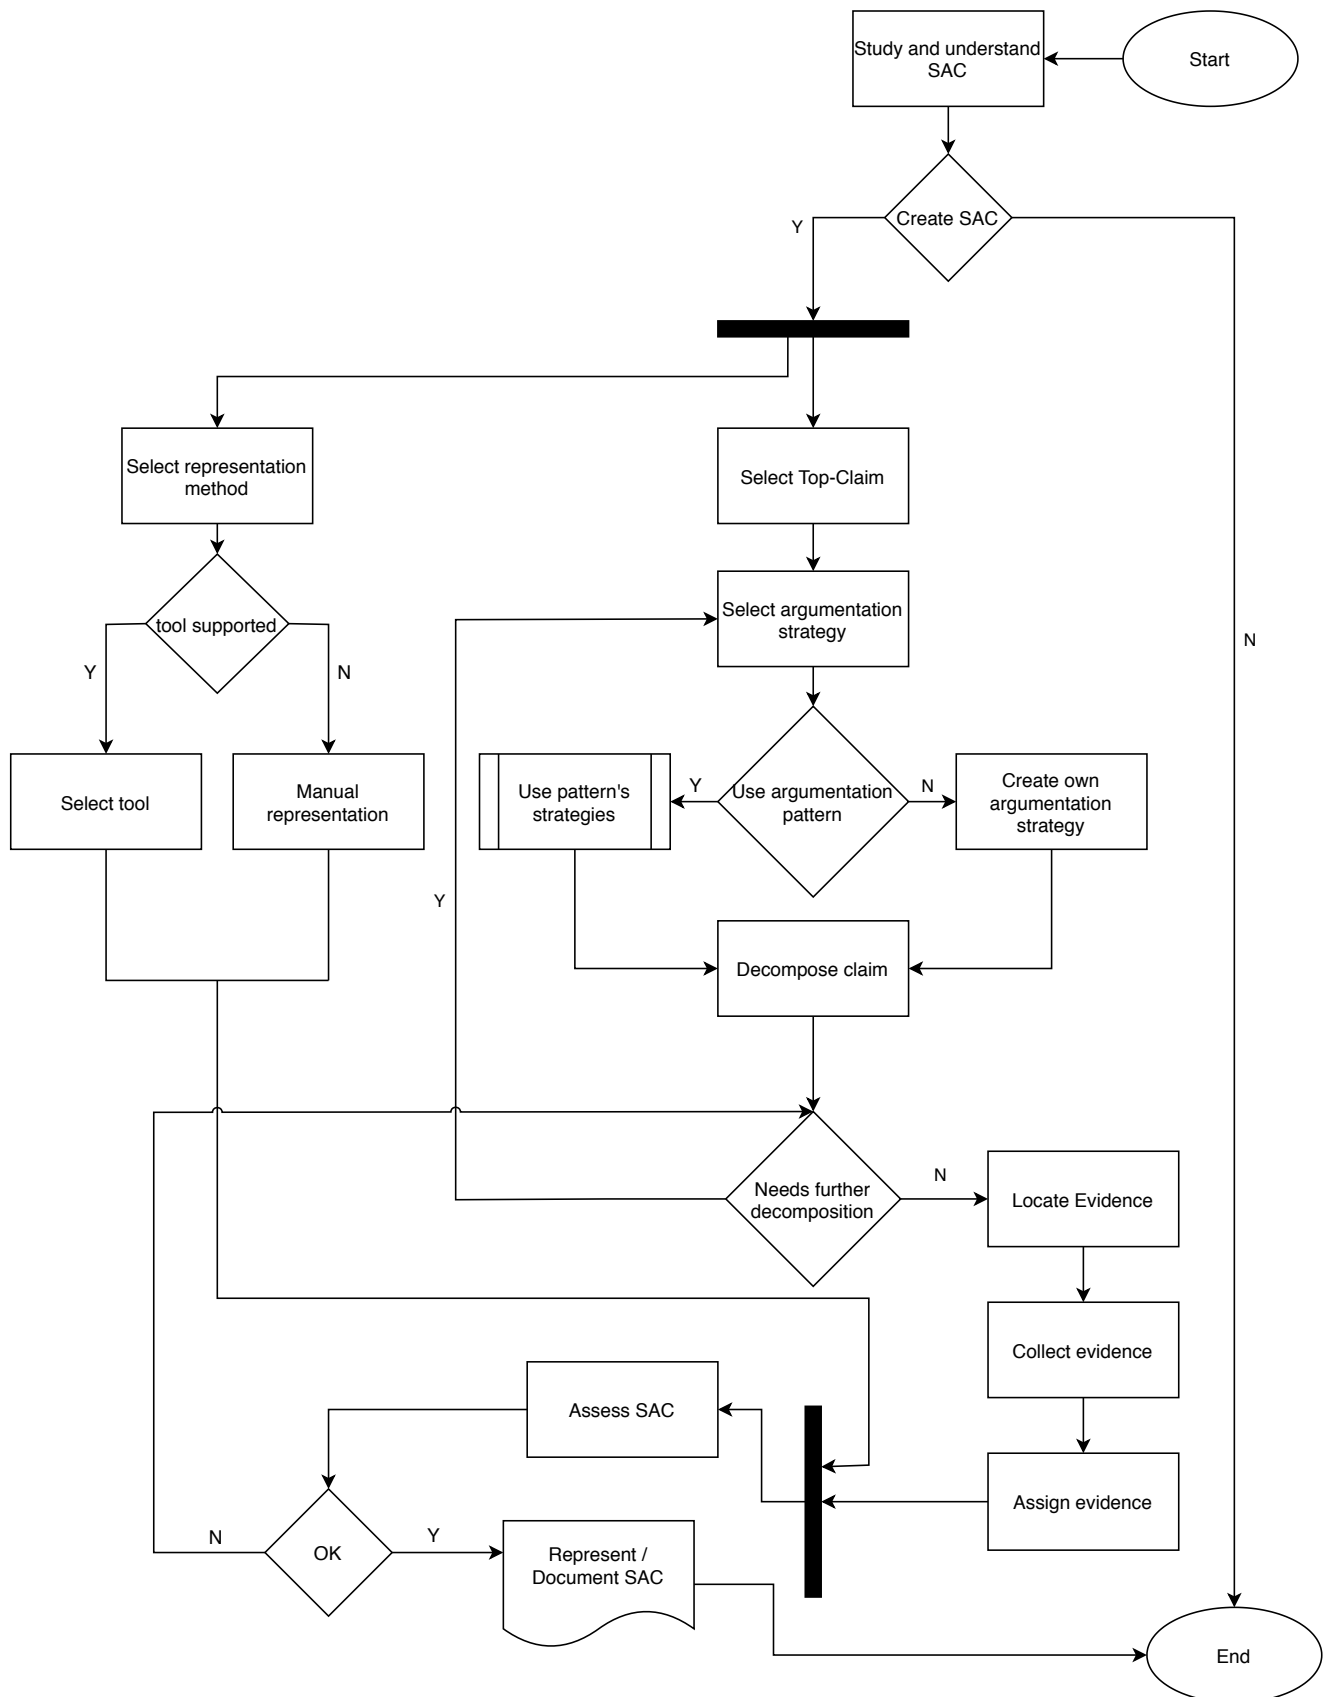 Study and understand
SAC
Start
Create SAC
Y
N
Select representation
method
Select Top-Claim
tool supported
Y
N
Select argumentation
strategy
Select tool
Manual
representation
Use pattern's
strategies
Y
Use argumentation
pattern
N
Create own
argumentation
strategy
Y
Decompose claim
Needs further
decomposition
N
Locate Evidence
Collect evidence
Assess SAC
Assign evidence
N
OK
Y
Represent /
Document SAC
End